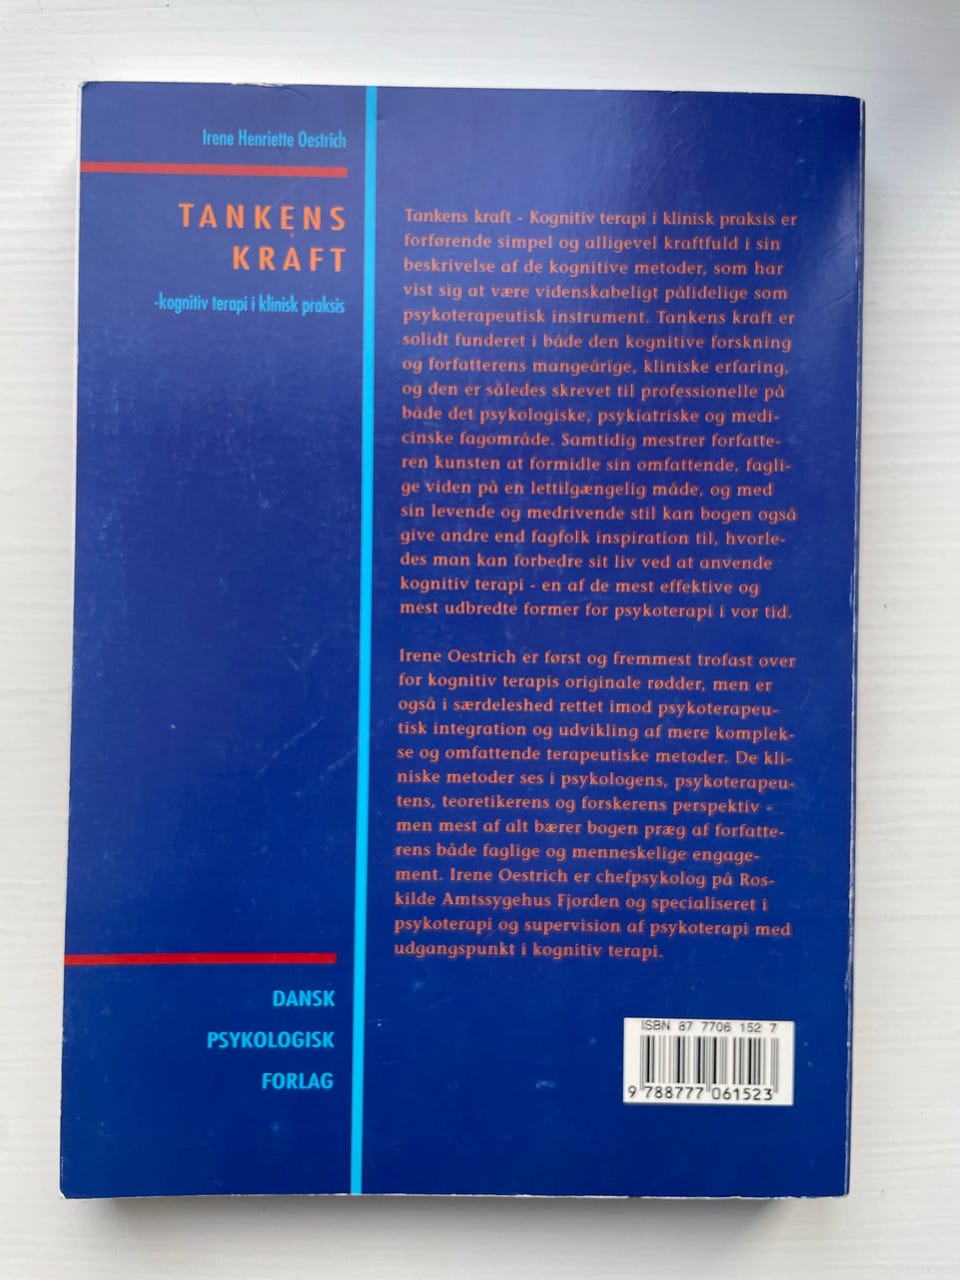 Irene Henriette Oestrich
TANKENS
KRAFT
-kognitiv terapi i klinisk praksis
Tankens kraft - Kognitiv terapi i klinisk praksis er
forførende simpel og alligevel kraftfuld i sin
beskrivelse af de kognitive metoder, som har
vist sig at være videnskabeligt pålidelige som
psykoterapeutisk instrument. Tankens kraft er
solidt funderet i både den kognitive forskning
og forfatterens mangeårige, kliniske erfaring,
og den er således skrevet til professionelle på
både det psykologiske, psykiatriske og medi-
cinske fagområde. Samtidig mestrer forfatte-
ren kunsten at formidle sin omfattende, fagli-
ge viden på en lettilgængelig måde, og med
sin levende og medrivende stil kan bogen også
give andre end fagfolk inspiration til, hvorle-
des man kan forbedre sit liv ved at anvende
kognitiv terapi - en af de mest effektive og
mest udbredte former for psykoterapi i vor tid.
Irene Oestrich er først og fremmest trofast over
for kognitiv terapis originale rødder, men er
også i særdeleshed rettet imod psykoterapeu-
tisk integration og udvikling af mere komplek-
se og omfattende terapeutiske metoder. De kli-
niske metoder ses i psykologens, psykoterapeu-
tens, teoretikerens og forskerens perspektiv -
men mest af alt bærer bogen præg af forfatte-
rens både faglige og menneskelige engage-
ment. Irene Oestrich er chefpsykolog på Ros-
kilde Amtssygehus Fjorden og specialiseret i
psykoterapi og supervision af psykoterapi med
udgangspunkt i kognitiv terapi.
DANSK
PSYKOLOGISK
FORLAG
ISBN 87 7706 152 7
9 788777 061523